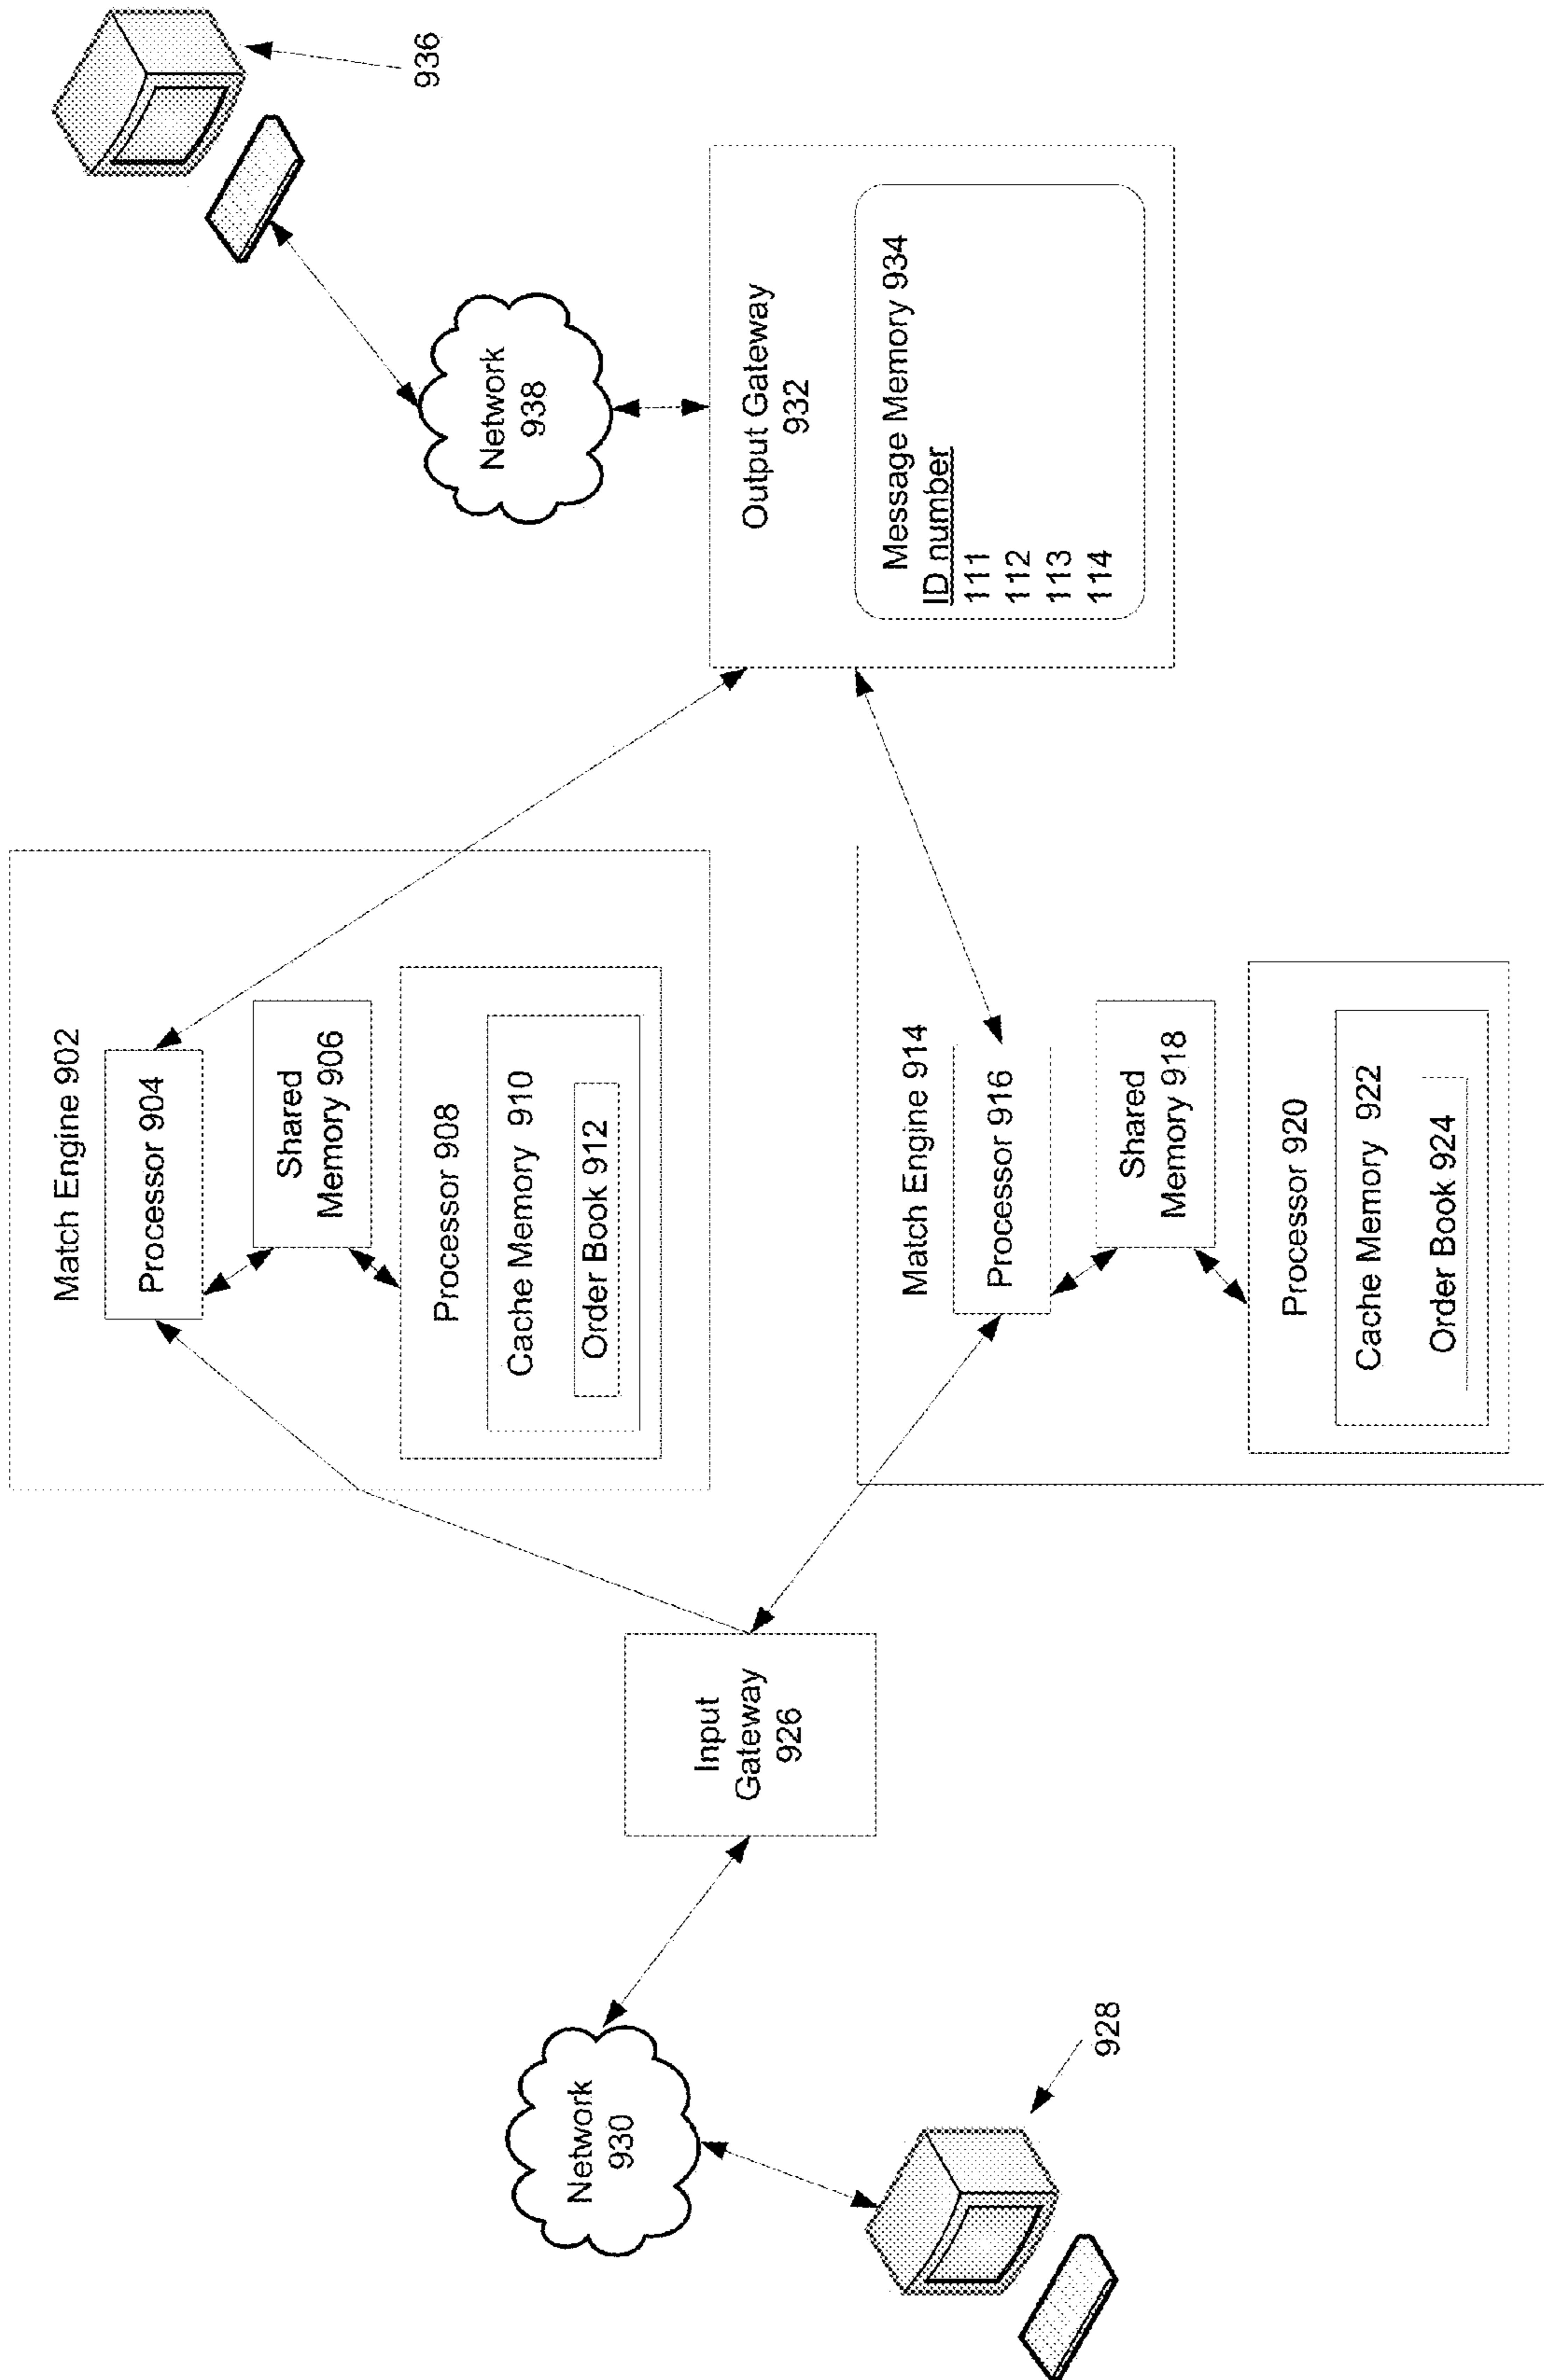 Match Engine 902
Processor 904
Shared
Memory 906
Processor 908
Cache Memory 910
Order Book 912
Match Engine 914
Processor 916
Shared
Memory 918
Processor 920
Cache Memory 922
Order Book 924
Input
Gateway
926
Network
930
928
Network
938
936
Output Gateway
932
Message Memory 934
ID number
111
112
113
114